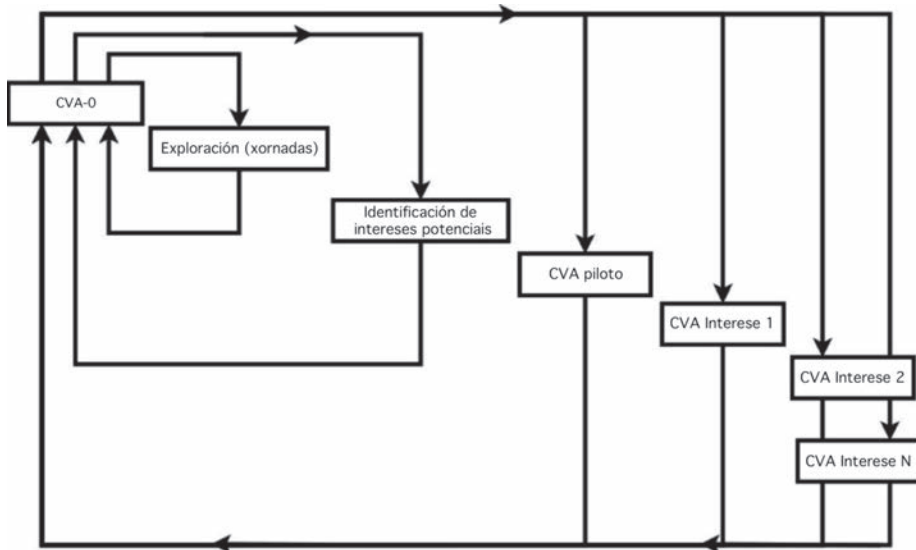 CVA-0
Exploración (xornadas)
Identificación de
intereses potenciais
CVA piloto
CVA Interese 1
CVA Interese 2
CVA Interese N